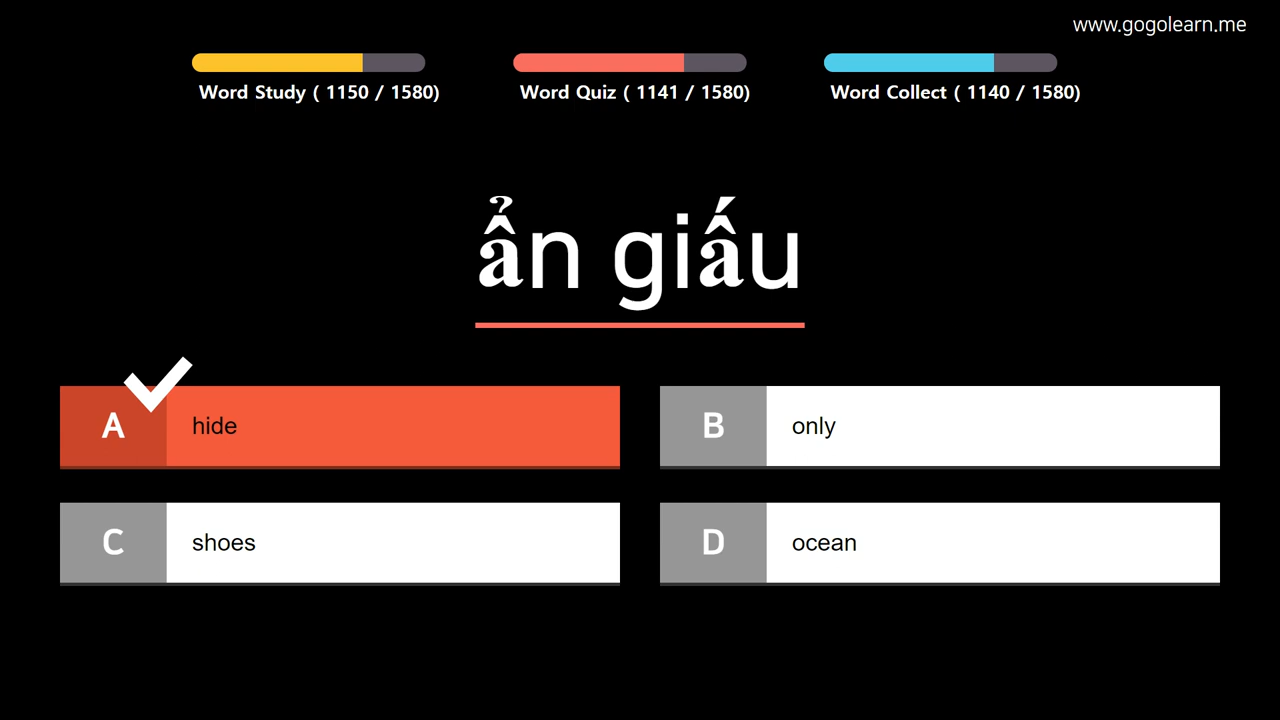 www.gogolearn.me
Word Study ( 1150 / 1580)
Word Quiz ( 1141 / 1580)
Word Collect ( 1140 / 1580)
ẩn giấu
A hide
B only
C shoes
D ocean